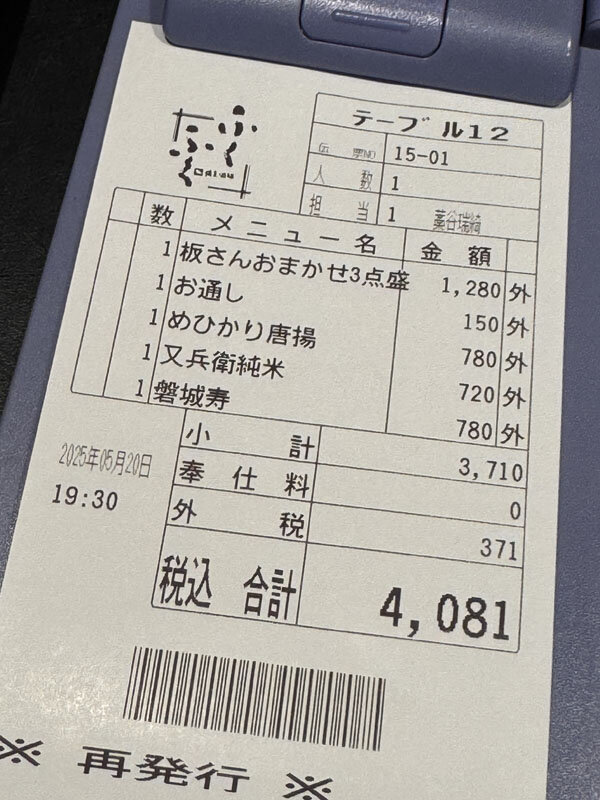 ふくふく
テーブル12
伝票NO 15-01
人数 1
担当 1
数 メニュー名 金額
1 板さんおまかせ3点盛 1,280 外
1 お通し 150 外
1 めひかり唐揚 780 外
1 又兵衛純米 720 外
1 磐城寿 780 外
小計 3,710
奉仕料 0
外税 371
税込 合計 4,081
2025年05月20日
19:30
※ 再発行 ※